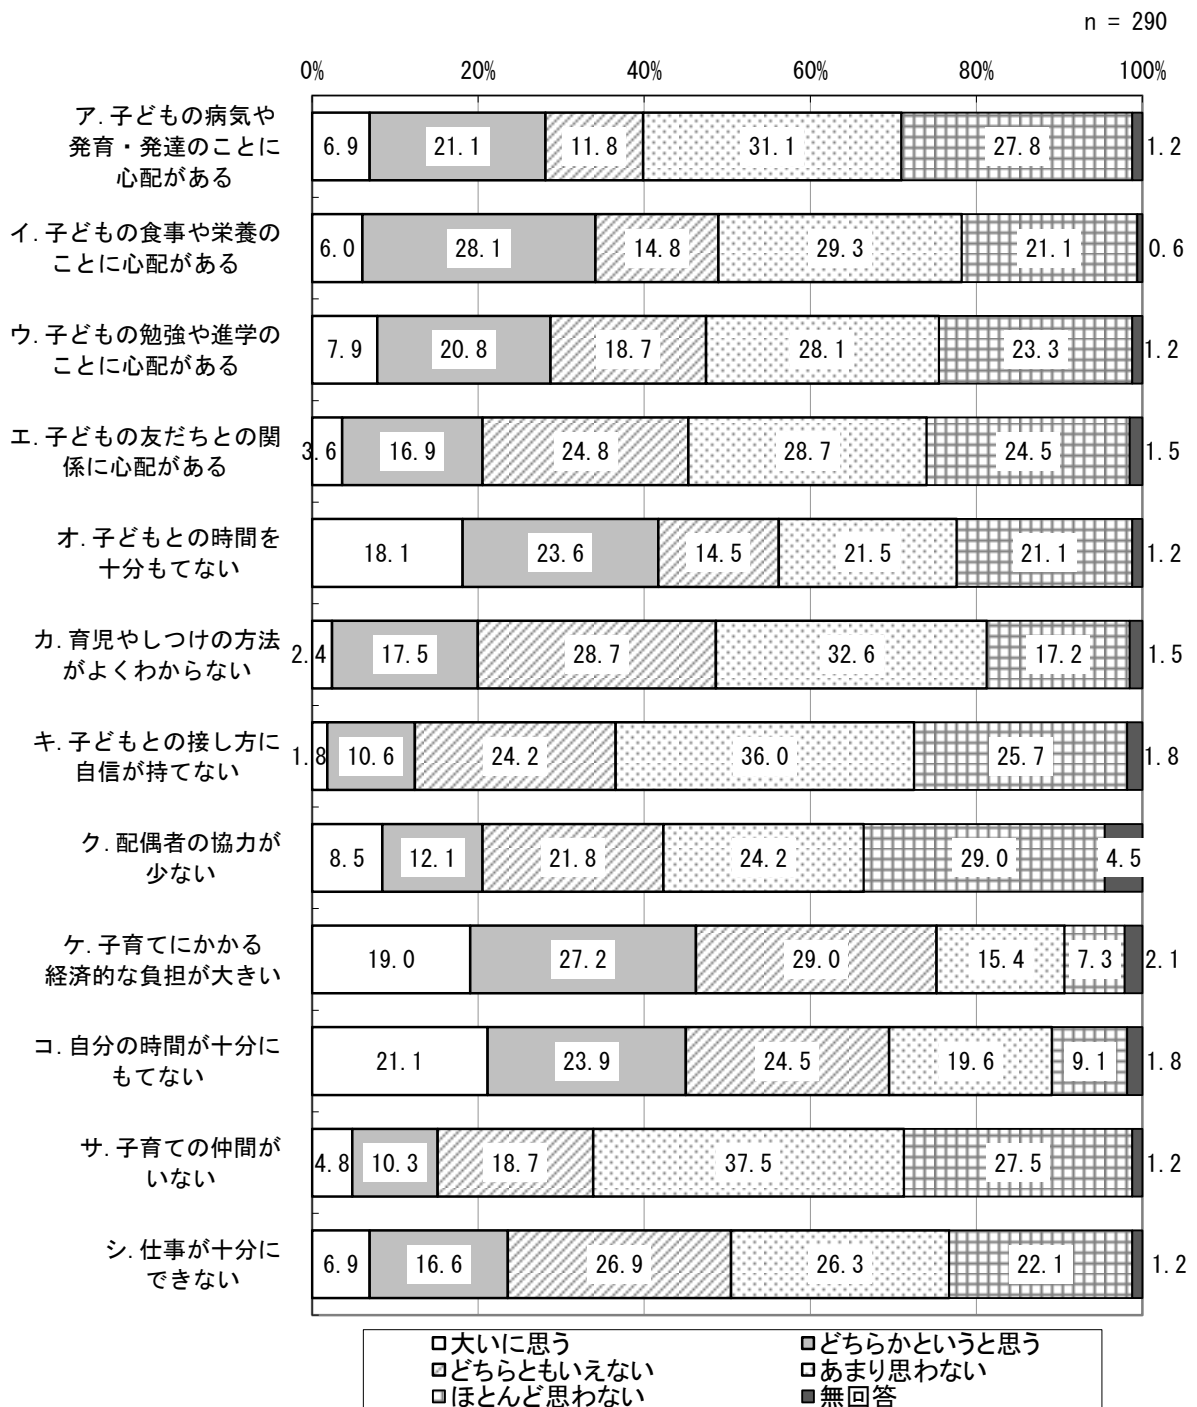 n = 290
0% 20% 40% 60% 80% 100%
ア.子どもの病気や
発育・発達のことに
心配がある
6.9 21.1 11.8 31.1 27.8 1.2
イ.子どもの食事や栄養の
ことに心配がある
6.0 28.1 14.8 29.3 21.1 0.6
ウ.子どもの勉強や進学の
ことに心配がある
7.9 20.8 18.7 28.1 23.3 1.2
エ.子どもの友だちとの関
係に心配がある
3.6 16.9 24.8 28.7 24.5 1.5
オ.子どもとの時間を
十分もてない
18.1 23.6 14.5 21.5 21.1 1.2
カ.育児やしつけの方法
がよくわからない
2.4 17.5 28.7 32.6 17.2 1.5
キ.子どもとの接し方に
自信が持てない
1.8 10.6 24.2 36.0 25.7 1.8
ク.配偶者の協力が
少ない
8.5 12.1 21.8 24.2 29.0 4.5
ケ.子育てにかかる
経済的な負担が大きい
19.0 27.2 29.0 15.4 7.3 2.1
コ.自分の時間が十分に
もてない
21.1 23.9 24.5 19.6 9.1 1.8
サ.子育ての仲間が
いない
4.8 10.3 18.7 37.5 27.5 1.2
シ.仕事が十分に
できない
6.9 16.6 26.9 26.3 22.1 1.2
大いに思う どちらかというと思う
どちらともいえない あまり思わない
ほとんど思わない 無回答